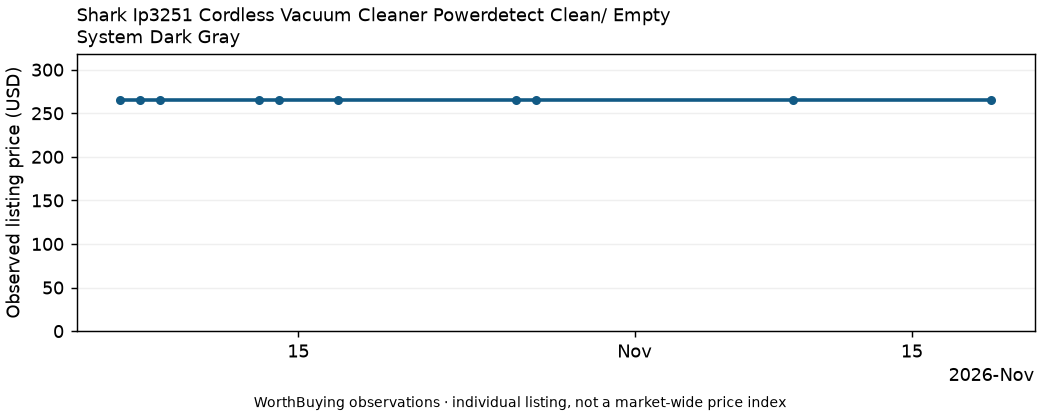 Shark Ip3251 Cordless Vacuum Cleaner Powerdetect Clean/ Empty
System Dark Gray
Observed listing price (USD)
300
250
200
150
100
50
0
15
Nov
15
2026-Nov
WorthBuying observations · individual listing, not a market-wide price index